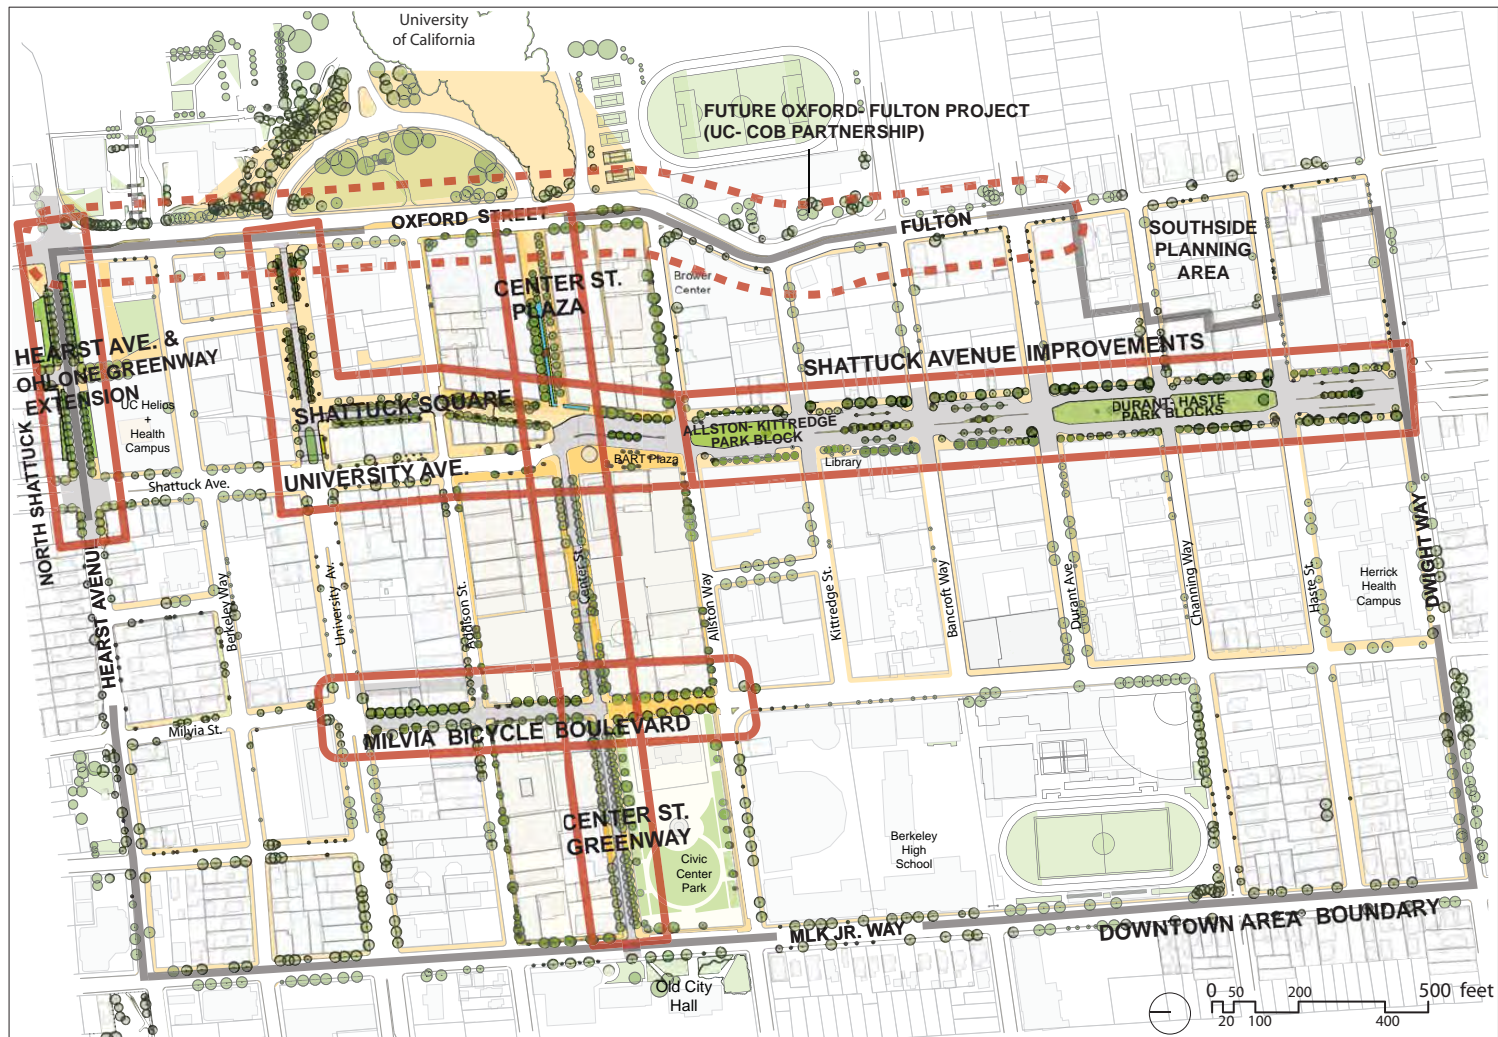 University
of California
FUTURE OXFORD- FULTON PROJECT
(UC- COB PARTNERSHIP)
OXFORD STREET
FULTON
SOUTHSIDE
PLANNING
AREA
Brower
Center
CENTER ST.
PLAZA
HEARST AVE. &
OHLONE GREENWAY
EXTENSION
SHATTUCK AVENUE IMPROVEMENTS
UC Helios
+
Health
Campus
SHATTUCK SQUARE
ALLSTON- KITTREDGE
PARK BLOCK
DURANT- HASTE
PARK BLOCKS
UNIVERSITY AVE.
BART Plaza
Library
Shattuck Ave.
NORTH SHATTUCK
HEARST AVENUE
Berkeley Way
University Av.
Addison St.
Center St.
Allston Way
Kittredge St.
Bancroft Way
Durant Ave.
Channing Way
Haste St.
Herrick
Health
Campus
DWIGHT WAY
Milvia St.
MILVIA BICYCLE BOULEVARD
CENTER ST.
GREENWAY
Civic
Center
Park
Berkeley
High
School
MLK JR. WAY
DOWNTOWN AREA BOUNDARY
Old City
Hall
0 50 200 500 feet
20 100 400